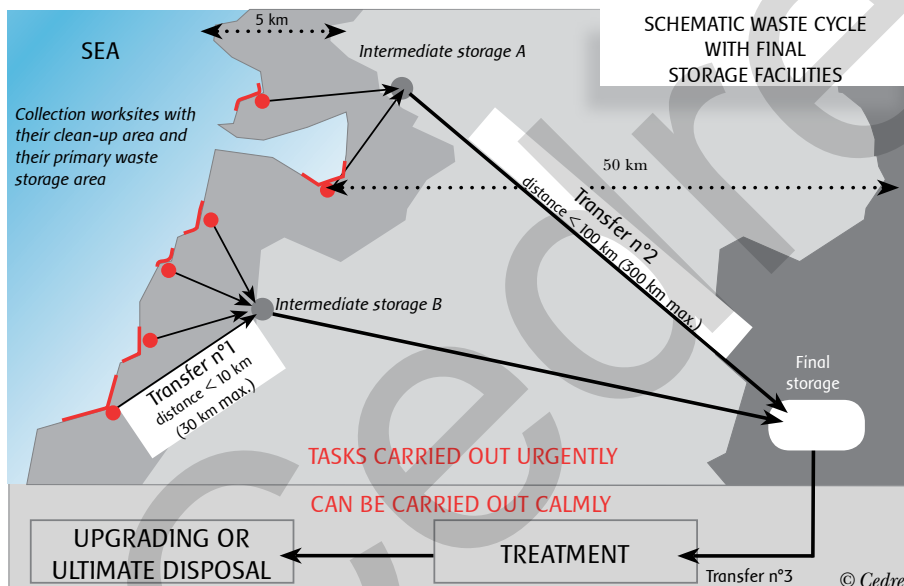 5 km
SCHEMATIC WASTE CYCLE
WITH FINAL
STORAGE FACILITIES
SEA
Intermediate storage A
Collection worksites with
their clean-up area and
their primary waste
storage area
50 km
Transfer n°2
distance < 100 km (300 km max.)
Intermediate storage B
Transfer n°1
distance < 10 km
(30 km max.)
Final
storage
TASKS CARRIED OUT URGENTLY
CAN BE CARRIED OUT CALMLY
UPGRADING OR
ULTIMATE DISPOSAL
TREATMENT
Transfer n°3
© Cedre
Cedre